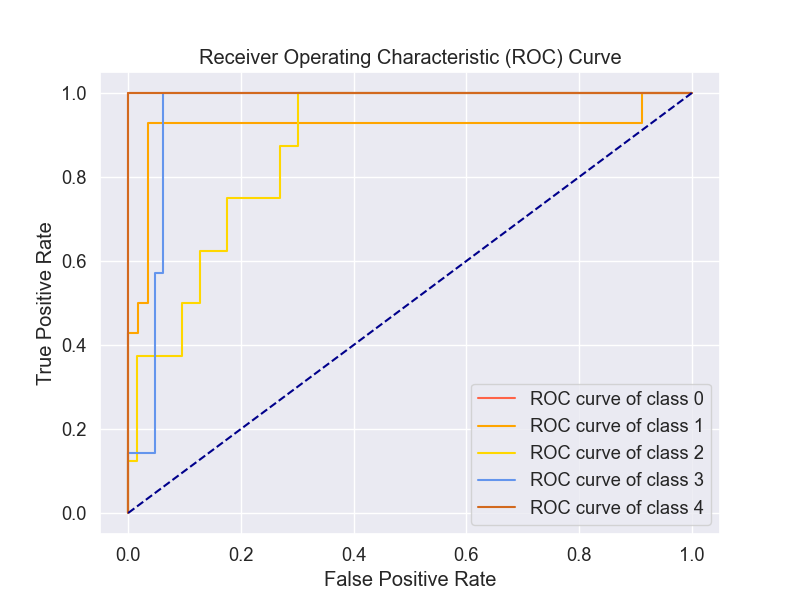 Receiver Operating Characteristic (ROC) Curve
1.0
0.8
0.6
0.4
0.2
0.0
True Positive Rate
ROC curve of class 0
ROC curve of class 1
ROC curve of class 2
ROC curve of class 3
ROC curve of class 4
0.0 0.2 0.4 0.6 0.8 1.0
False Positive Rate